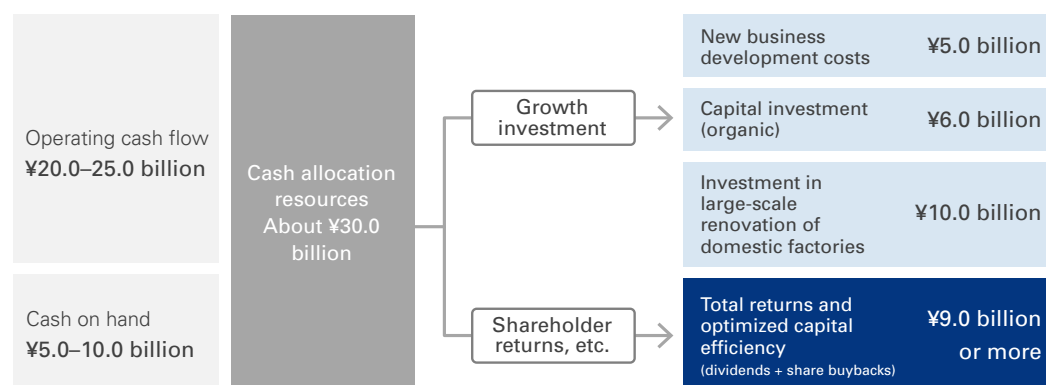 Operating cash flow
¥20.0–25.0 billion
Cash on hand
¥5.0–10.0 billion
Cash allocation
resources
About ¥30.0
billion
Growth
investment
Shareholder
returns, etc.
New business
development costs
¥5.0 billion
Capital investment
(organic)
¥6.0 billion
Investment in
large-scale
renovation of
domestic factories
¥10.0 billion
Total returns and
optimized capital
efficiency
(dividends + share buybacks)
¥9.0 billion
or more